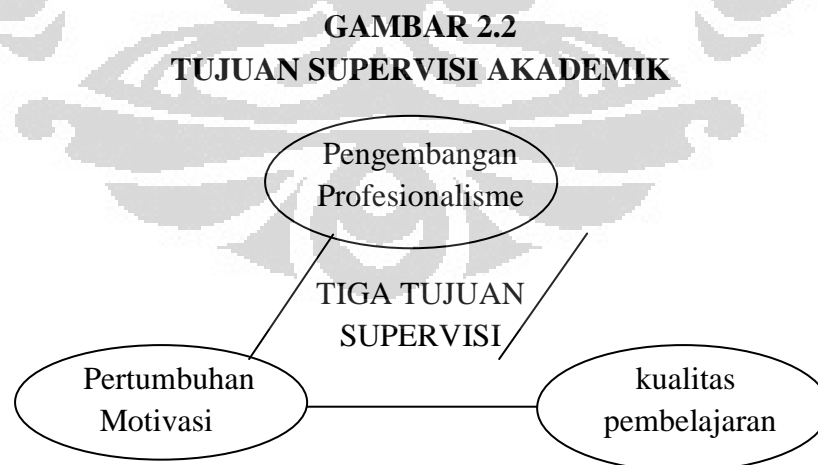 GAMBAR 2.2
TUJUAN SUPERVISI AKADEMIK
Pengembangan
Profesionalisme
TIGA TUJUAN
SUPERVISI
Pertumbuhan
Motivasi
kualitas
pembelajaran